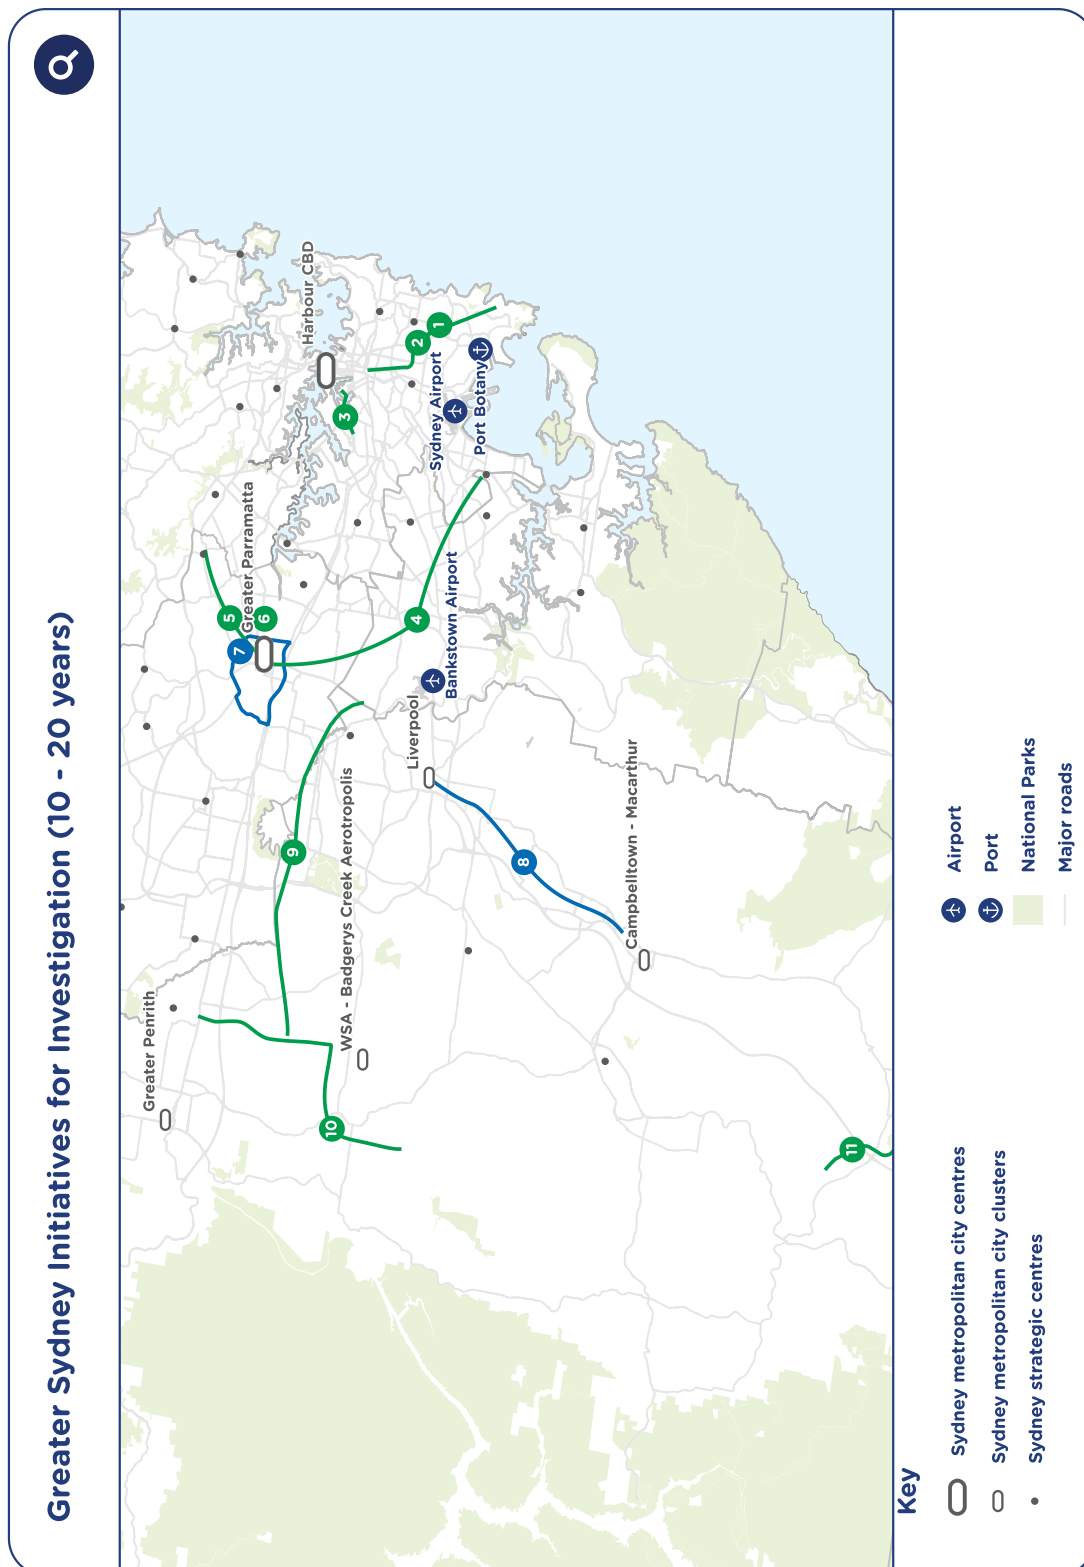 Greater Sydney Initiatives for Investigation (10 - 20 years)
Greater Penrith
WSA - Badgerys Creek Aerotropolis
Greater Parramatta
Harbour CBD
Liverpool
Bankstown Airport
Sydney Airport
Port Botany
Campbelltown - Macarthur
1
2
3
4
5
6
7
8
9
10
11
Key
Sydney metropolitan city centres
Sydney metropolitan city clusters
Sydney strategic centres
Airport
Port
National Parks
Major roads